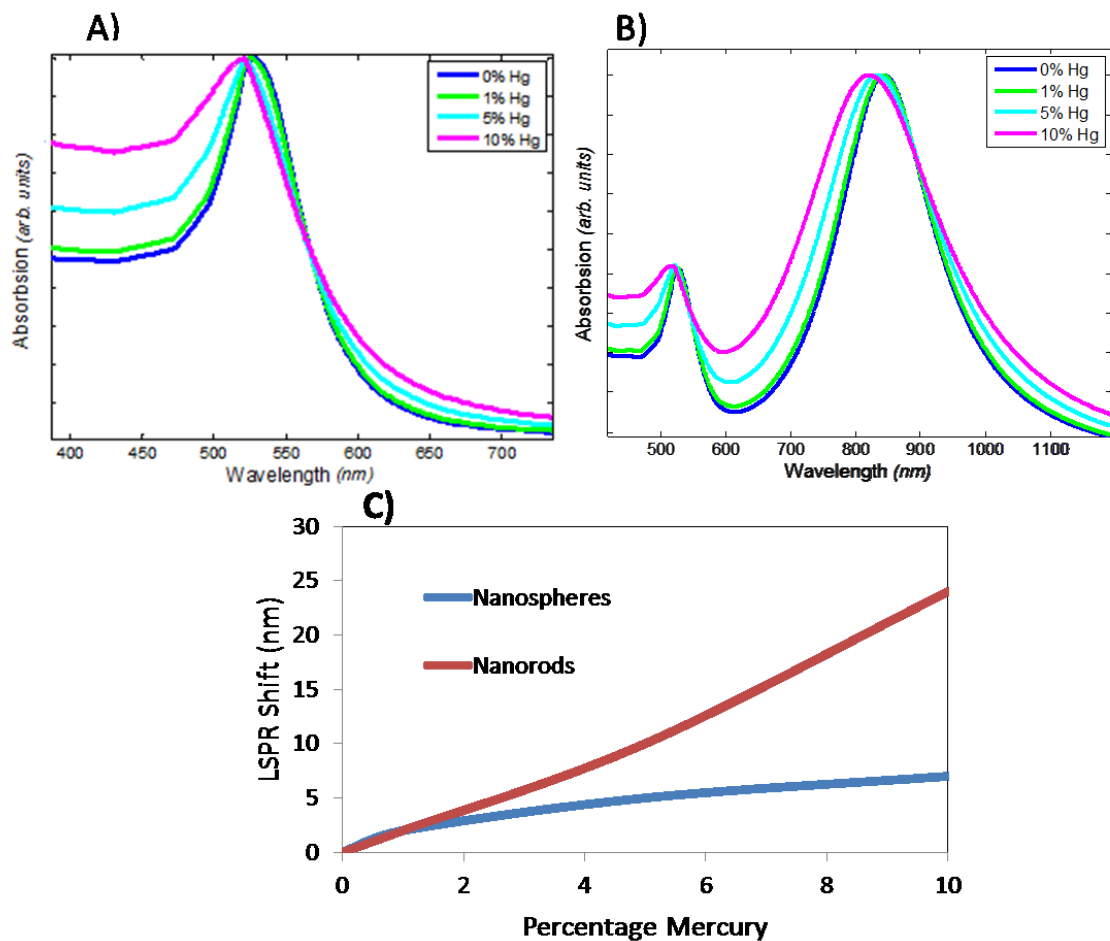 A)
0% Hg
1% Hg
5% Hg
10% Hg
Absorbsion (arb. units)
400 450 500 550 600 650 700
Wavelength (nm)
B)
0% Hg
1% Hg
5% Hg
10% Hg
Absorbsion (arb. units)
500 600 700 800 900 1000 1100
Wavelength (nm)
C)
30
25
20
15
10
5
0
LSPR Shift (nm)
Nanospheres
Nanorods
0 2 4 6 8 10
Percentage Mercury